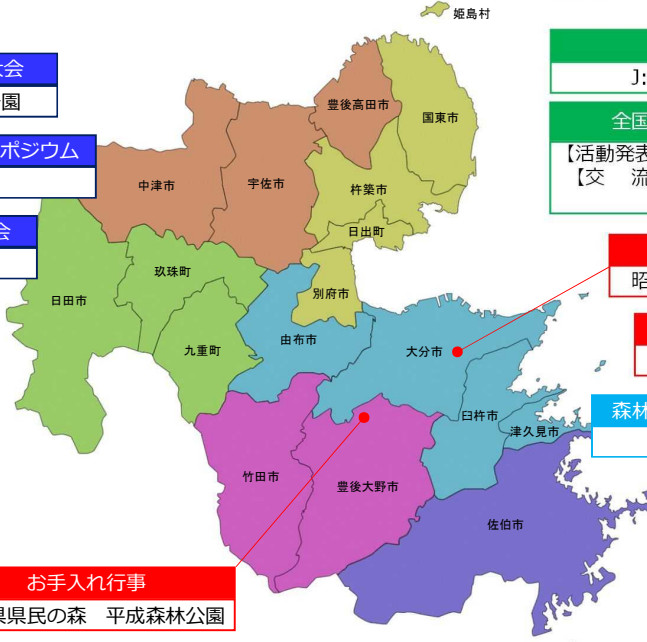 姫島村
大会
園
ポジウム
会
J:
全国
【活動発表
【交　流
昭
森林
豊後高田市
国東市
中津市
宇佐市
杵築市
日出町
玖珠町
別府市
日田市
九重町
由布市
大分市
臼杵市
津久見市
竹田市
豊後大野市
佐伯市
お手入れ行事
県県民の森　平成森林公園